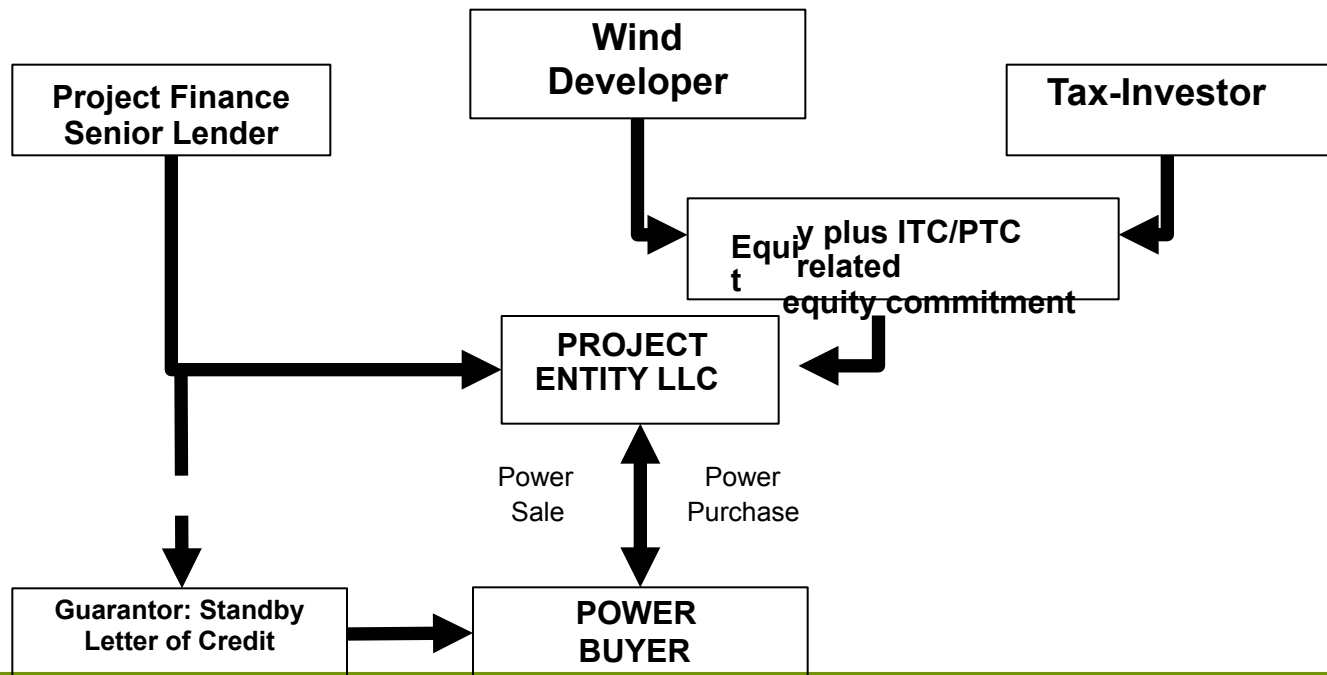 Wind
Developer
Project Finance
Senior Lender
Tax-Investor
Equit
y plus ITC/PTC
related
equity commitment
PROJECT
ENTITY LLC
Power
Sale
Power
Purchase
Guarantor: Standby
Letter of Credit
POWER
BUYER